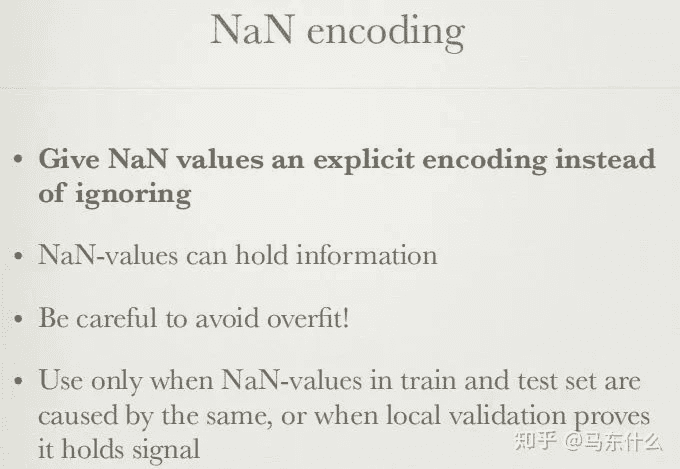 NaN encoding
• Give NaN values an explicit encoding instead
of ignoring
• NaN-values can hold information
• Be careful to avoid overfit!
• Use only when NaN-values in train and test set are
caused by the same, or when local validation proves
it holds signal
知乎 @马东什么